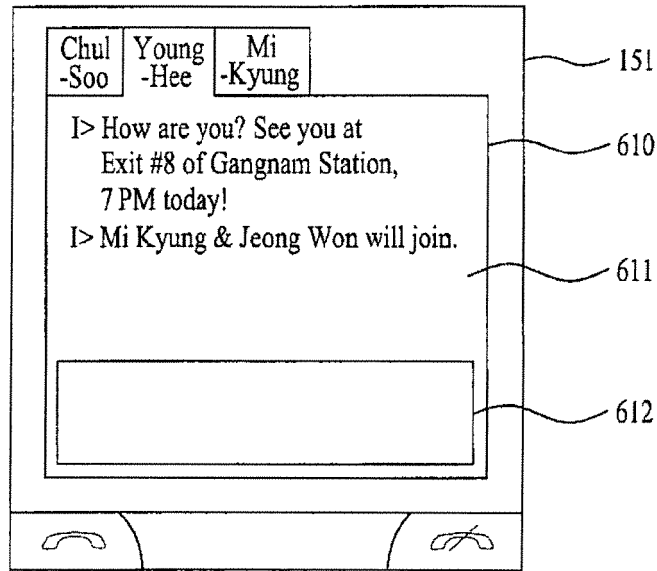 Chul
-Soo
Young
-Hee
Mi
-Kyung
151
I> How are you? See you at
Exit #8 of Gangnam Station,
7 PM today!
I> Mi Kyung & Jeong Won will join.
610
611
612